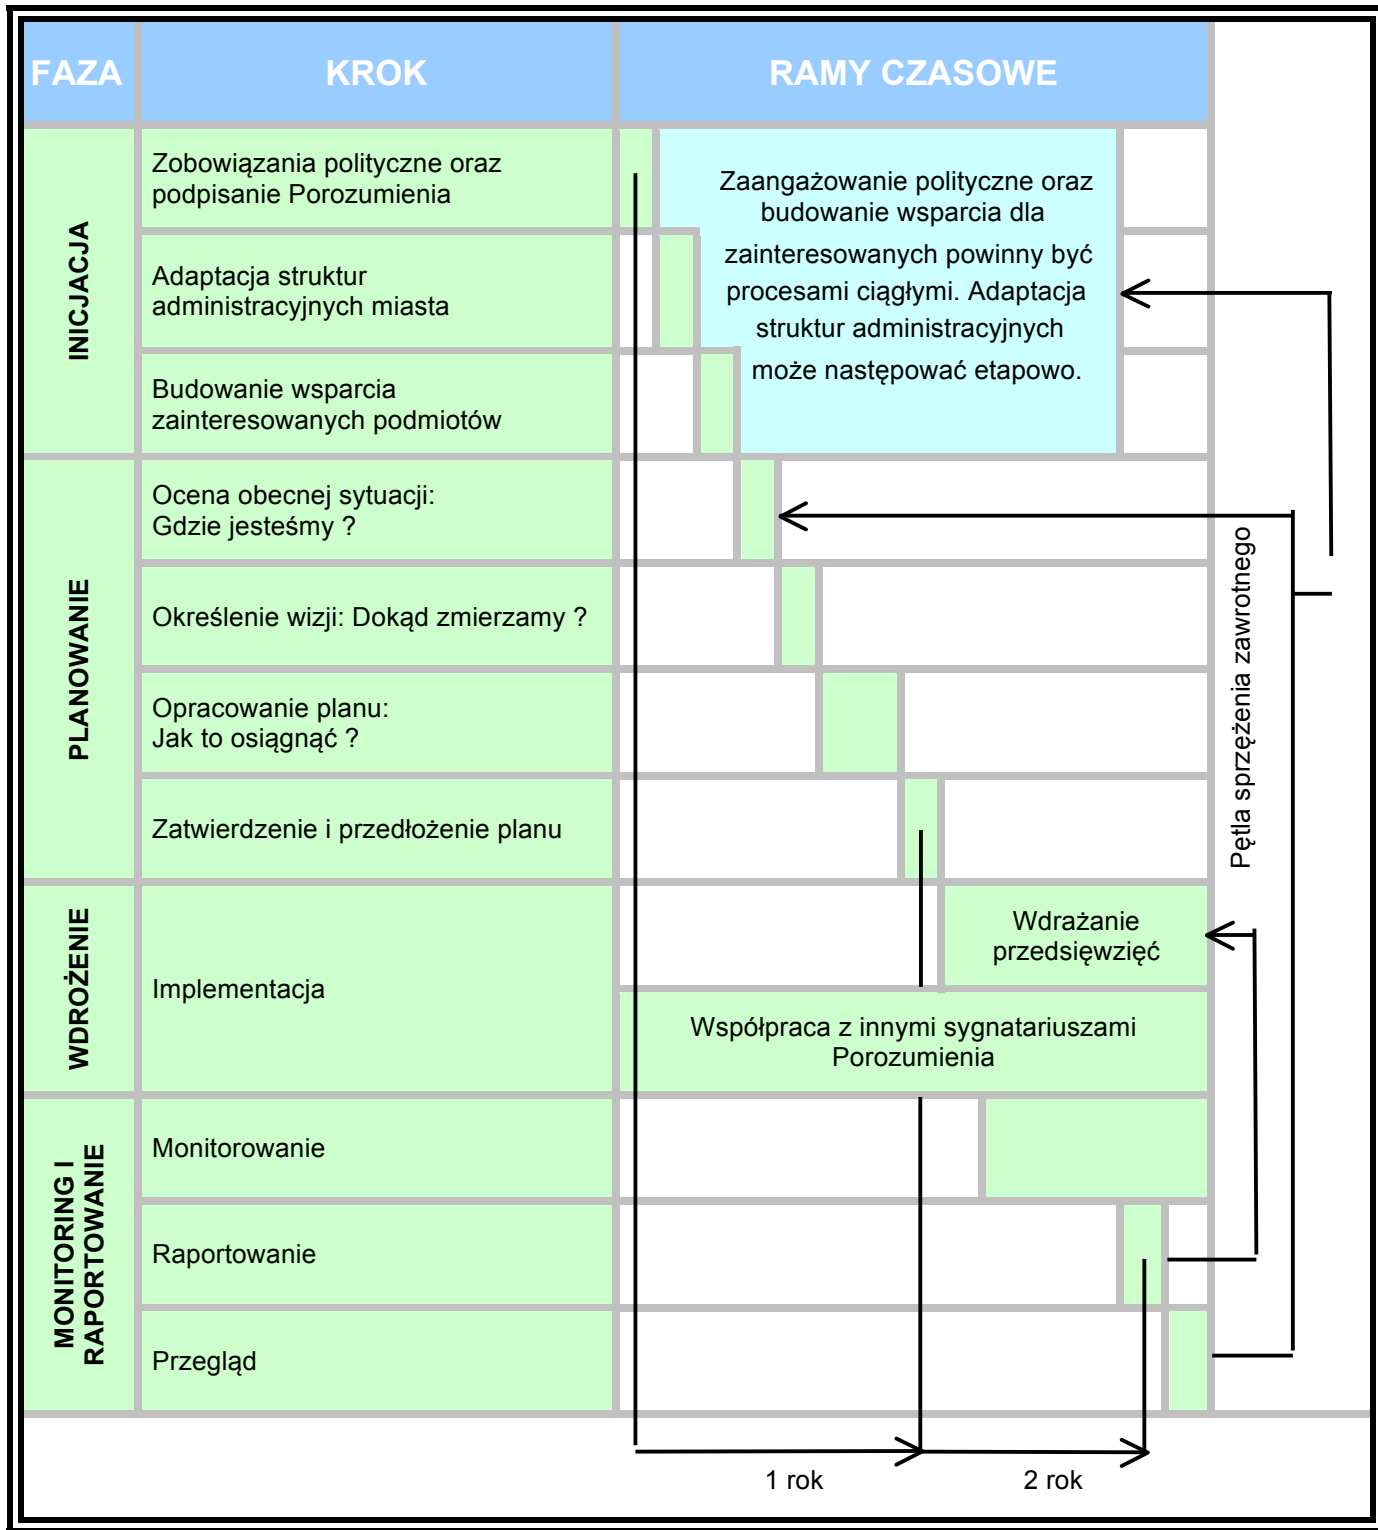 FAZA
KROK
RAMY CZASOWE
INICJACJA
Zobowiązania polityczne oraz
podpisanie Porozumienia
Zaangażowanie polityczne oraz
budowanie wsparcia dla
zainteresowanych powinny być
procesami ciągłymi. Adaptacja
struktur administracyjnych
może następować etapowo.
Adaptacja struktur
administracyjnych miasta
Budowanie wsparcia
zainteresowanych podmiotów
PLANOWANIE
Ocena obecnej sytuacji:
Gdzie jesteśmy ?
Określenie wizji: Dokąd zmierzamy ?
Opracowanie planu:
Jak to osiągnąć ?
Zatwierdzenie i przedłożenie planu
Pętla sprzężenia zawrotnego
WDROŻENIE
Implementacja
Wdrażanie
przedsięwzięć
Współpraca z innymi sygnatariuszami
Porozumienia
MONITORING I
RAPORTOWANIE
Monitorowanie
Raportowanie
Przegląd
1 rok
2 rok